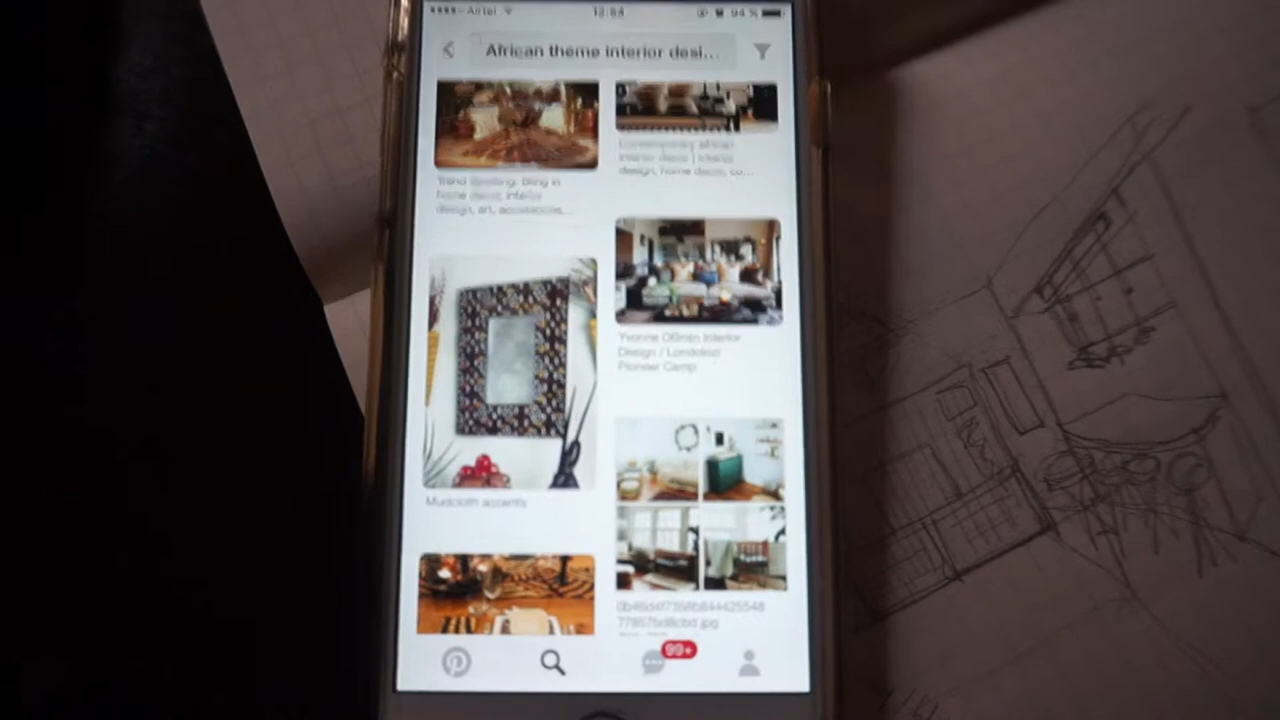 Airtel
12:54
94 %
African theme interior desi...
Contemporary african
interior decor | interior
design, home decor, co...
Trend Spotting: Bling in
home decor, interior
design, art, accessories,...
Yvonne OBrien Interior
Design / Londolozi
Pioneer Camp
Mudcloth accents
99+